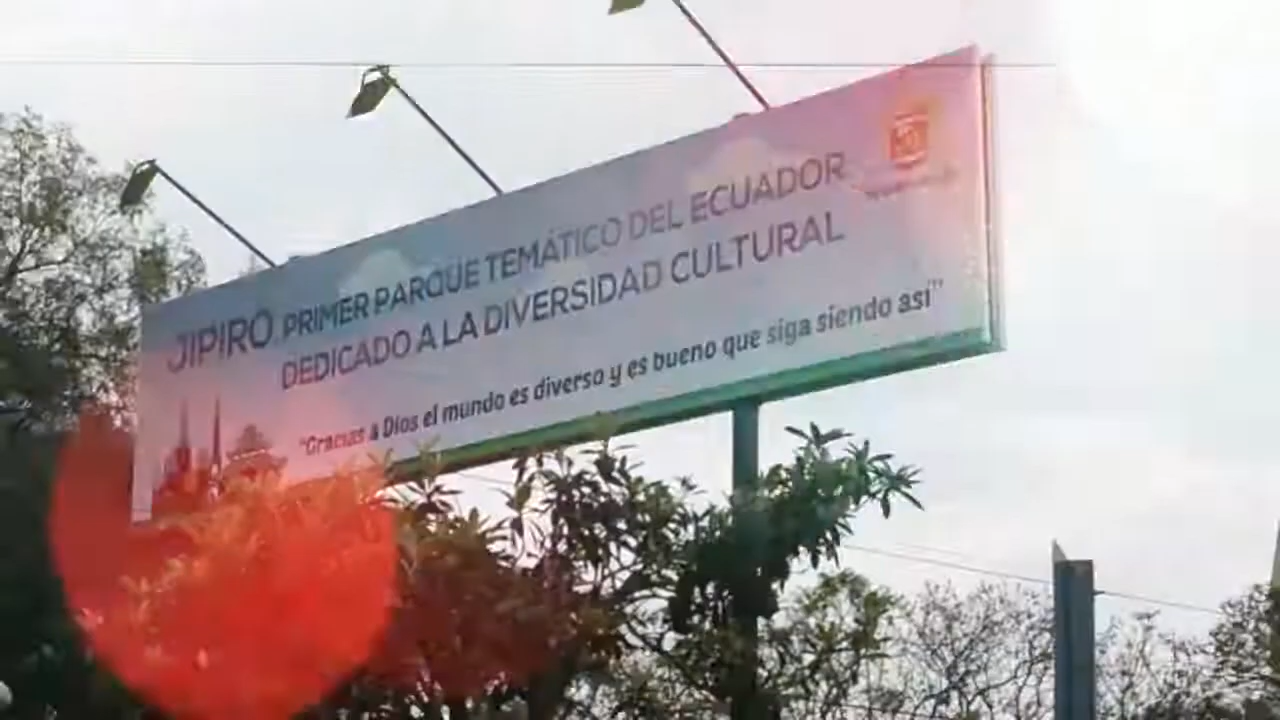 JIPIRO, PRIMER PARQUE TEMÁTICO DEL ECUADOR
DEDICADO A LA DIVERSIDAD CULTURAL
"Gracias a Dios el mundo es diverso y es bueno que siga siendo así"